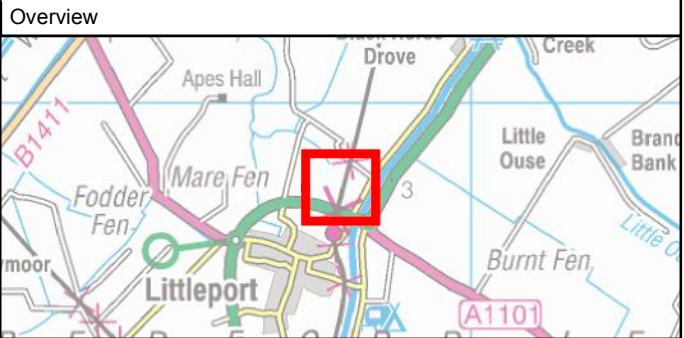 Overview
Drove
Creek
Apes Hall
B1411
Little
Ouse
Bank
Mare Fen
Fodder
Fen
3
Little
Burnt Fen
Littleport
A1101